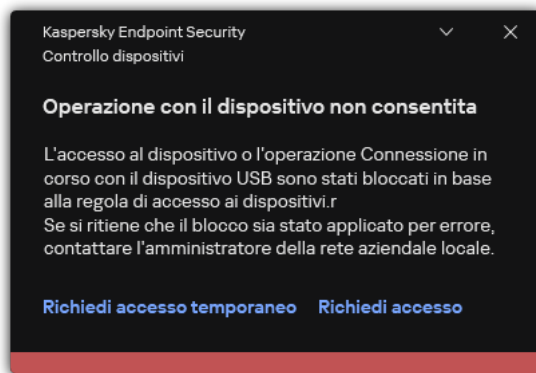 Kaspersky Endpoint Security
Controllo dispositivi
Operazione con il dispositivo non consentita
L'accesso al dispositivo o l'operazione Connessione in
corso con il dispositivo USB sono stati bloccati in base
alla regola di accesso ai dispositivi.r
Se si ritiene che il blocco sia stato applicato per errore,
contattare l'amministratore della rete aziendale locale.
Richiedi accesso temporaneo Richiedi accesso